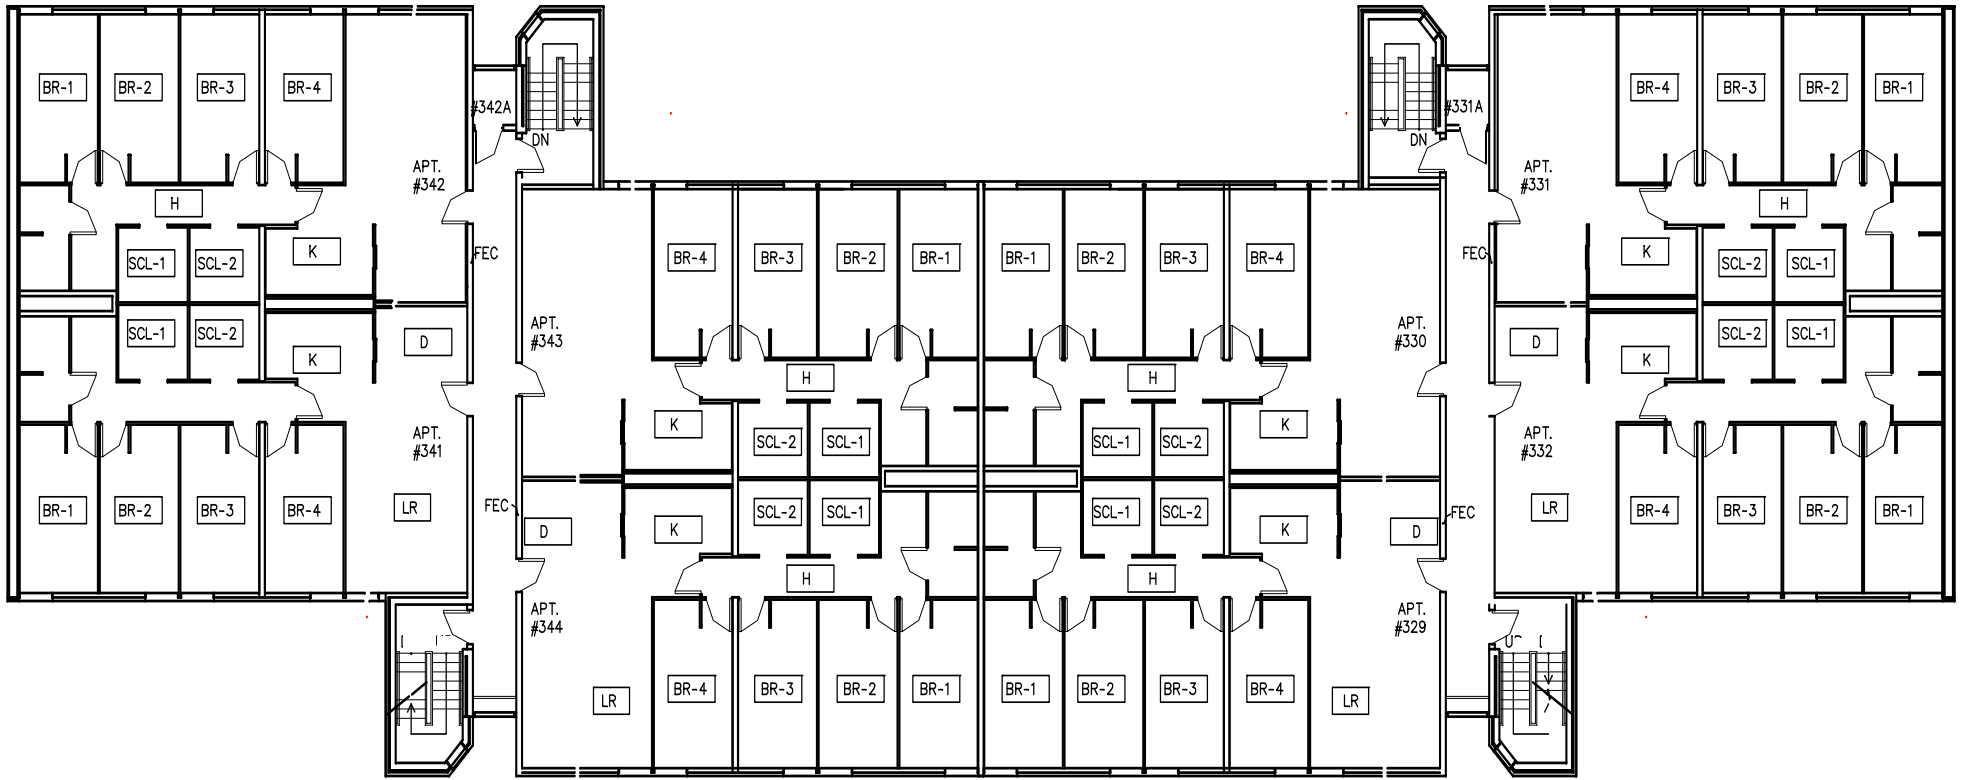 BR-1 BR-2 BR-3 BR-4
BR-4 BR-3 BR-2 BR-1
#342A
#331A
DN
DN
APT.
#342
APT.
#331
H
H
K
FEC
FEC
K
SCL-1 SCL-2
BR-4 BR-3 BR-2 BR-1 BR-1 BR-2 BR-3 BR-4
SCL-2 SCL-1
SCL-1 SCL-2
SCL-2 SCL-1
K
D
APT.
#343
APT.
#330
D
K
H
H
APT.
#341
K
K
APT.
#332
SCL-2 SCL-1 SCL-1 SCL-2
BR-1 BR-2 BR-3 BR-4
LR
FEC
FEC
LR
BR-4 BR-3 BR-2 BR-1
SCL-2 SCL-1 SCL-1 SCL-2
D
K
K
D
H
H
APT.
#344
APT.
#329
LR
BR-4 BR-3 BR-2 BR-1 BR-1 BR-2 BR-3 BR-4
LR